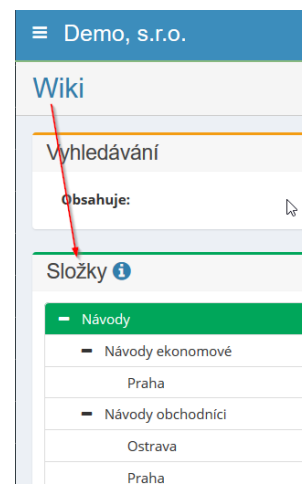 Demo, s.r.o.
Wiki
Vyhledávání
Obsahuje:
Složky
Návody
Návody ekonomové
Praha
Návody obchodníci
Ostrava
Praha